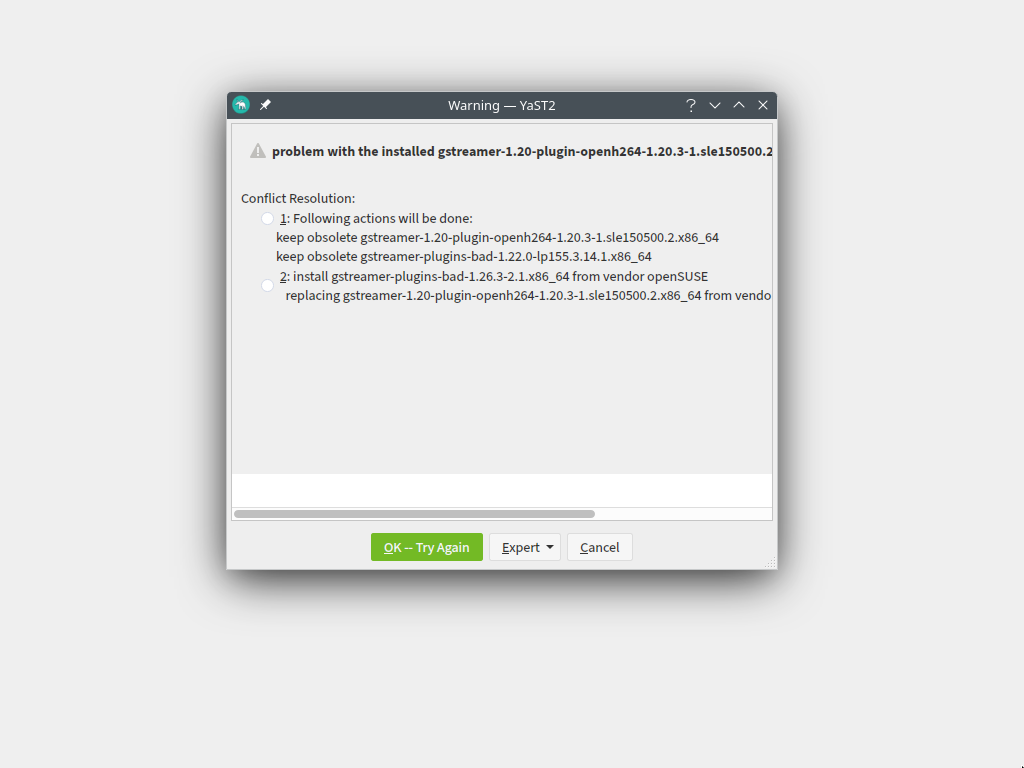 Warning — YaST2
problem with the installed gstreamer-1.20-plugin-openh264-1.20.3-1.sle150500.2
Conflict Resolution:
1: Following actions will be done:
keep obsolete gstreamer-1.20-plugin-openh264-1.20.3-1.sle150500.2.x86_64
keep obsolete gstreamer-plugins-bad-1.22.0-lp155.3.14.1.x86_64
2: install gstreamer-plugins-bad-1.26.3-2.1.x86_64 from vendor openSUSE
replacing gstreamer-1.20-plugin-openh264-1.20.3-1.sle150500.2.x86_64 from vendo
OK -- Try Again Expert Cancel